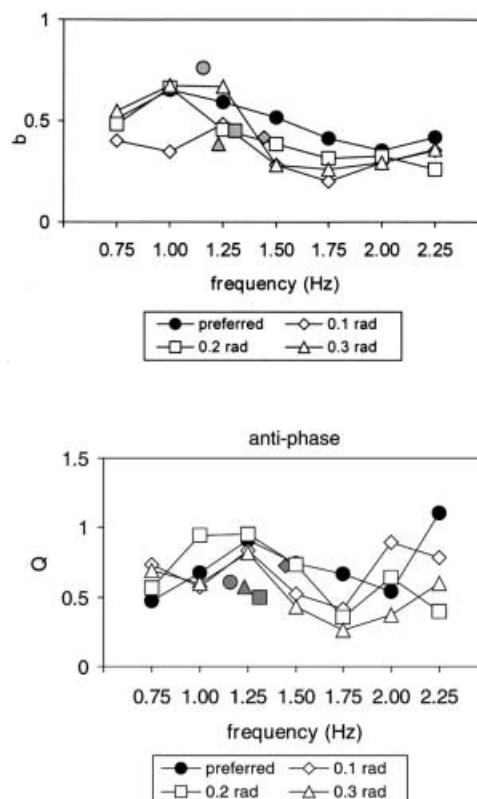 1
b
0.5
0
0.75 1.00 1.25 1.50 1.75 2.00 2.25
frequency (Hz)
preferred 0.1 rad
0.2 rad 0.3 rad
anti-phase
1.5
1
Q
0.5
0
0.75 1.00 1.25 1.50 1.75 2.00 2.25
frequency (Hz)
preferred 0.1 rad
0.2 rad 0.3 rad